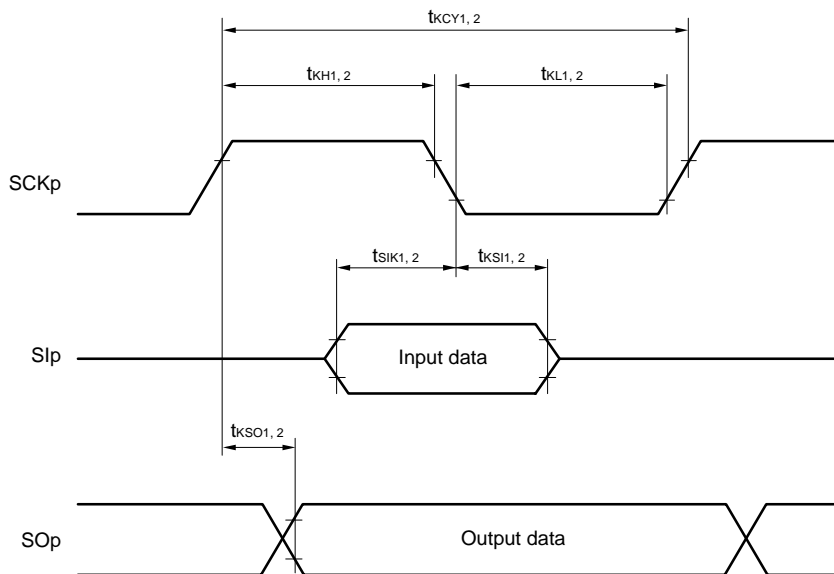 tKCY1, 2
tKH1, 2
tKL1, 2
SCKp
tSIK1, 2
tKSI1, 2
SIp
Input data
tKSO1, 2
SOp
Output data